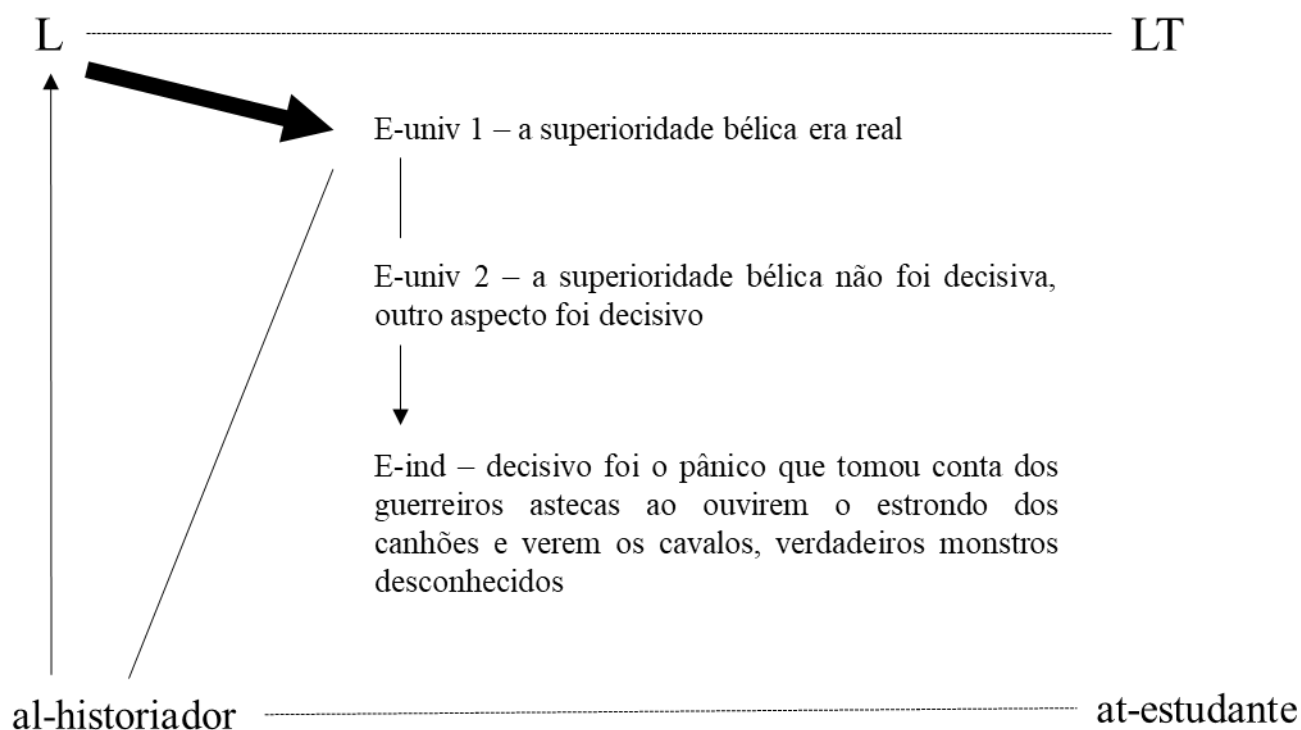 L
LT
E-univ 1 – a superioridade bélica era real
E-univ 2 – a superioridade bélica não foi decisiva,
outro aspecto foi decisivo
E-ind – decisivo foi o pânico que tomou conta dos
guerreiros astecas ao ouvirem o estrondo dos
canhões e verem os cavalos, verdadeiros monstros
desconhecidos
al-historiador
at-estudante